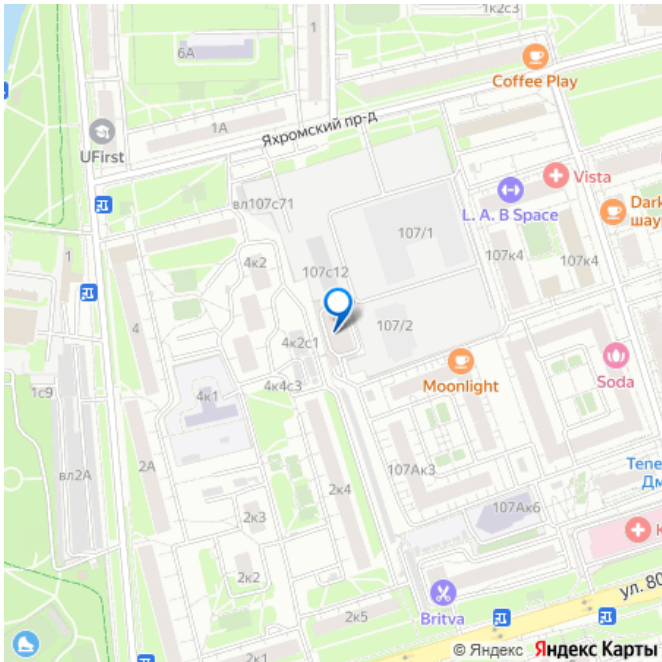 1к2с3
1
6А
Coffee Play
Яхромский пр-д
1А
UFirst
Vista
вл107с71
L. A. B Space
Dark
шаур
107/1
1
4к2
107с12
107к4
107к4
4
4к2с1
107/2
Moonlight
Soda
4к4с3
1с9
4к1
107Ак3
Теле
Дм
вл2А
2А
2к4
107Ак6
2к3
К
2к2
ул. 80
Britva
2к5
2к1
© Яндекс Яндекс Карты